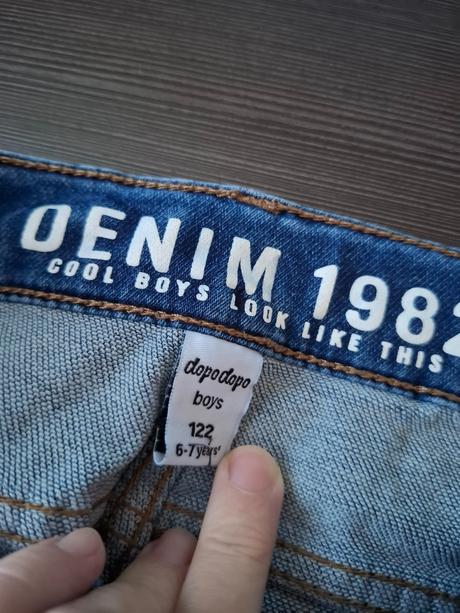 DENIM 1982
COOL BOYS LOOK LIKE THIS
dopodopo
boys
122
6-7 years